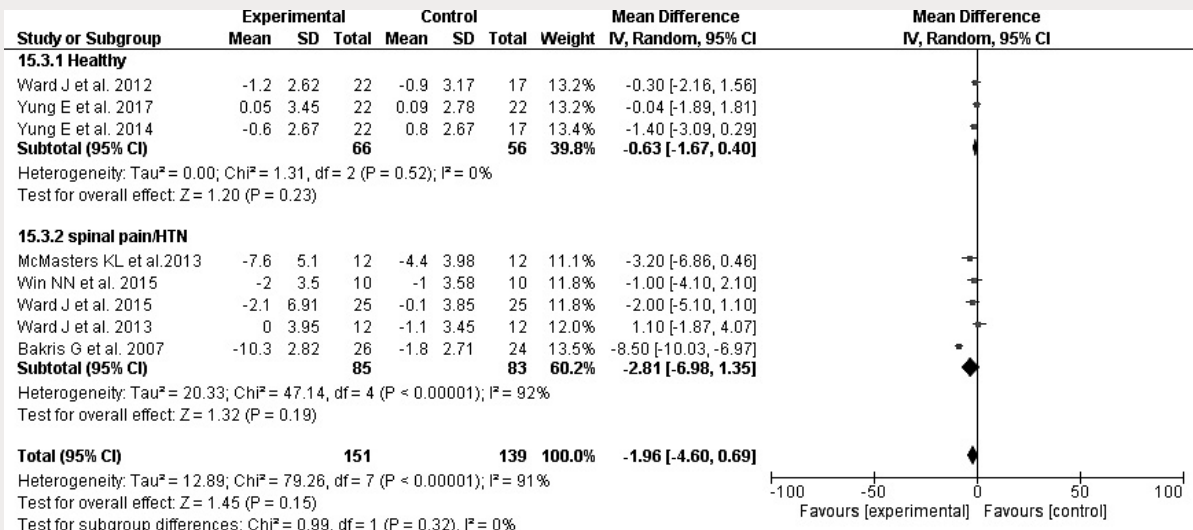 Experimental Control Mean Difference Mean Difference
Study or Subgroup Mean SD Total Mean SD Total Weight IV, Random, 95% CI IV, Random, 95% CI
15.3.1 Healthy
Ward J et al. 2012 -1.2 2.62 22 -0.9 3.17 17 13.2% -0.30 [-2.16, 1.56]
Yung E et al. 2017 0.05 3.45 22 0.09 2.78 22 13.2% -0.04 [-1.89, 1.81]
Yung E et al. 2014 -0.6 2.67 22 0.8 2.67 17 13.4% -1.40 [-3.09, 0.29]
Subtotal (95% CI) 66 56 39.8% -0.63 [-1.67, 0.40]
Heterogeneity: Tau² = 0.00; Chi² = 1.31, df = 2 (P = 0.52); I² = 0%
Test for overall effect: Z = 1.20 (P = 0.23)
15.3.2 spinal pain/HTN
McMasters KL et al.2013 -7.6 5.1 12 -4.4 3.98 12 11.1% -3.20 [-6.86, 0.46]
Win NN et al. 2015 -2 3.5 10 -1 3.58 10 11.8% -1.00 [-4.10, 2.10]
Ward J et al. 2015 -2.1 6.91 25 -0.1 3.85 25 11.8% -2.00 [-5.10, 1.10]
Ward J et al. 2013 0 3.95 12 -1.1 3.45 12 12.0% 1.10 [-1.87, 4.07]
Bakris G et al. 2007 -10.3 2.82 26 -1.8 2.71 24 13.5% -8.50 [-10.03, -6.97]
Subtotal (95% CI) 85 83 60.2% -2.81 [-6.98, 1.35]
Heterogeneity: Tau² = 20.33; Chi² = 47.14, df = 4 (P < 0.00001); I² = 92%
Test for overall effect: Z = 1.32 (P = 0.19)
Total (95% CI) 151 139 100.0% -1.96 [-4.60, 0.69]
Heterogeneity: Tau² = 12.89; Chi² = 79.26, df = 7 (P < 0.00001); I² = 91%
Test for overall effect: Z = 1.45 (P = 0.15)
Test for subgroup differences: Chi² = 0.99, df = 1 (P = 0.32), I² = 0%
-100 -50 0 50 100
Favours [experimental] Favours [control]